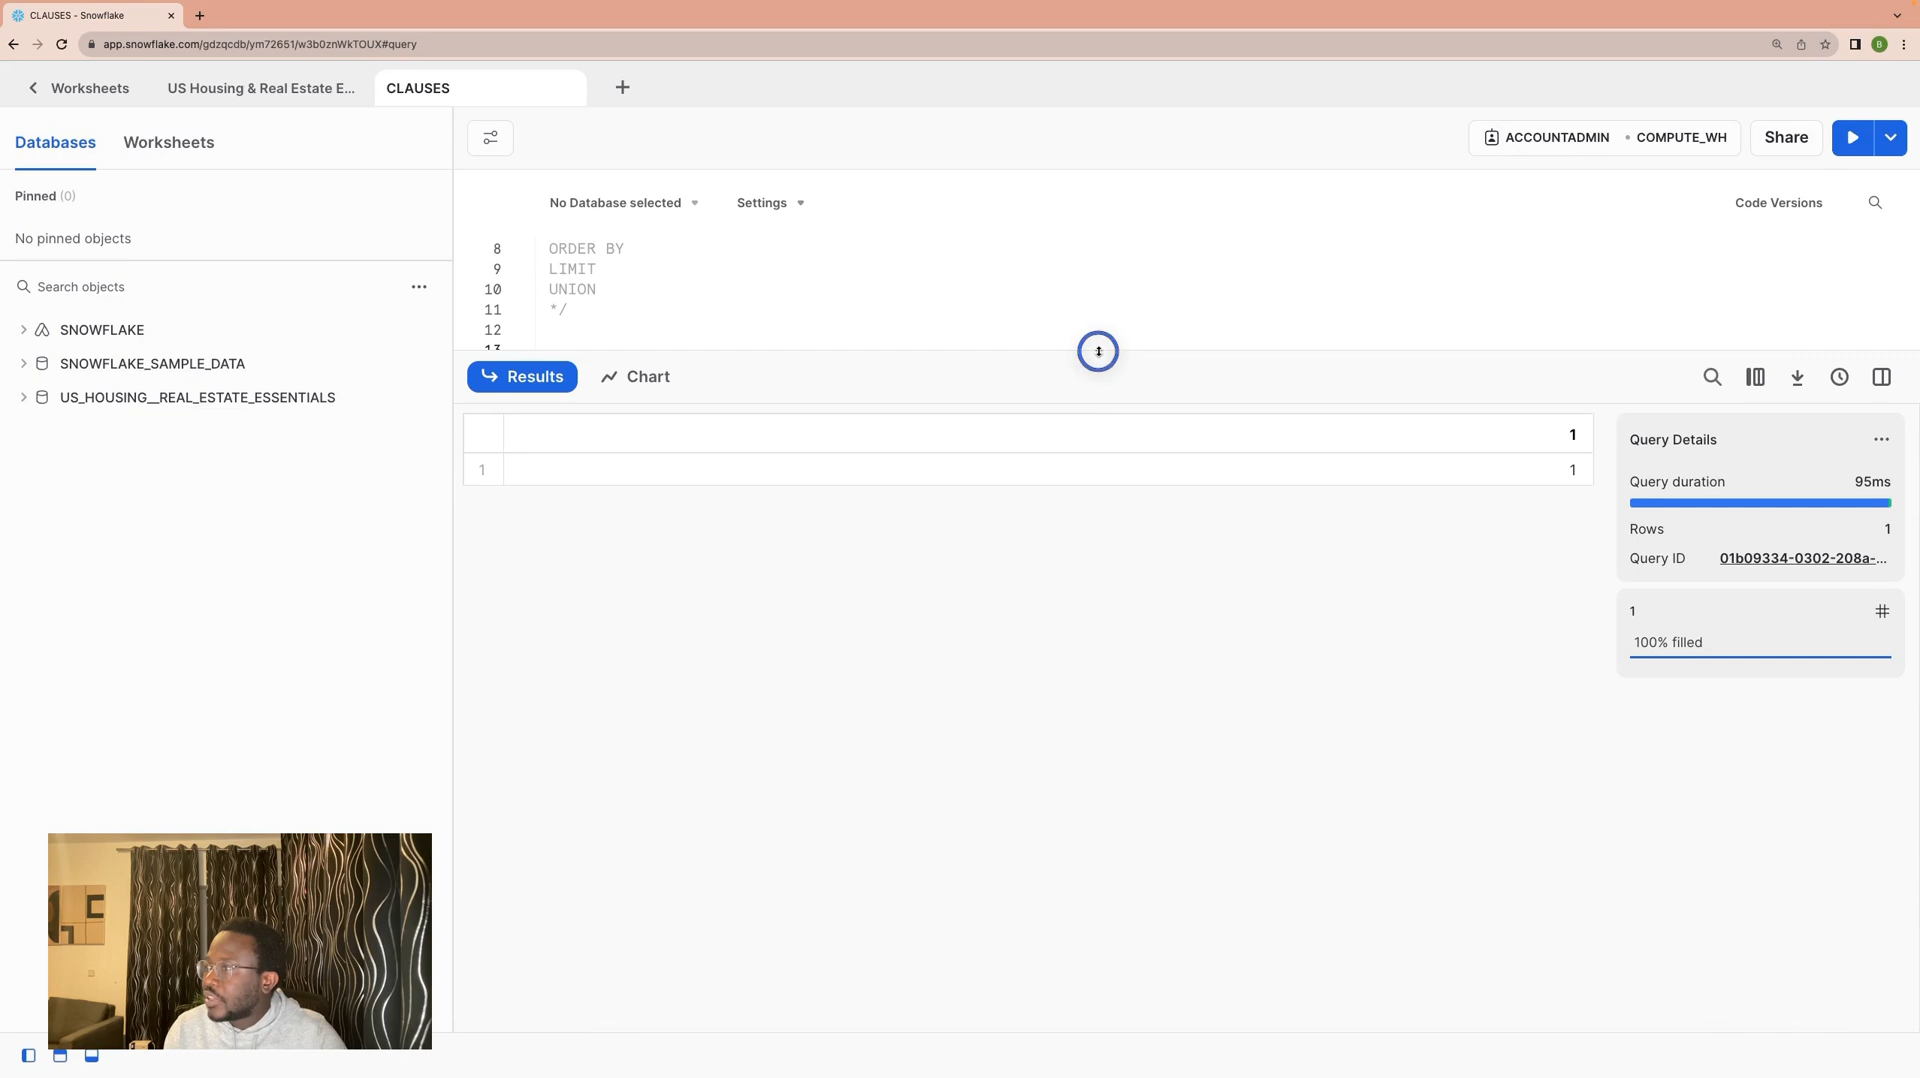 CLAUSES - Snowflake
app.snowflake.com/gdzqcdb/ym72651/w3b0znWkTOUX#query
B
Worksheets
US Housing & Real Estate E...
CLAUSES
Databases
Worksheets
ACCOUNTADMIN
COMPUTE_WH
Share
Pinned (0)
No pinned objects
No Database selected
Settings
Code Versions
Search objects
SNOWFLAKE
SNOWFLAKE_SAMPLE_DATA
US_HOUSING__REAL_ESTATE_ESSENTIALS
8 ORDER BY
9 LIMIT
10 UNION
11 */
12
13
Results
Chart
1
1 1
Query Details
Query duration 95ms
Rows 1
Query ID 01b09334-0302-208a-...
1
100% filled